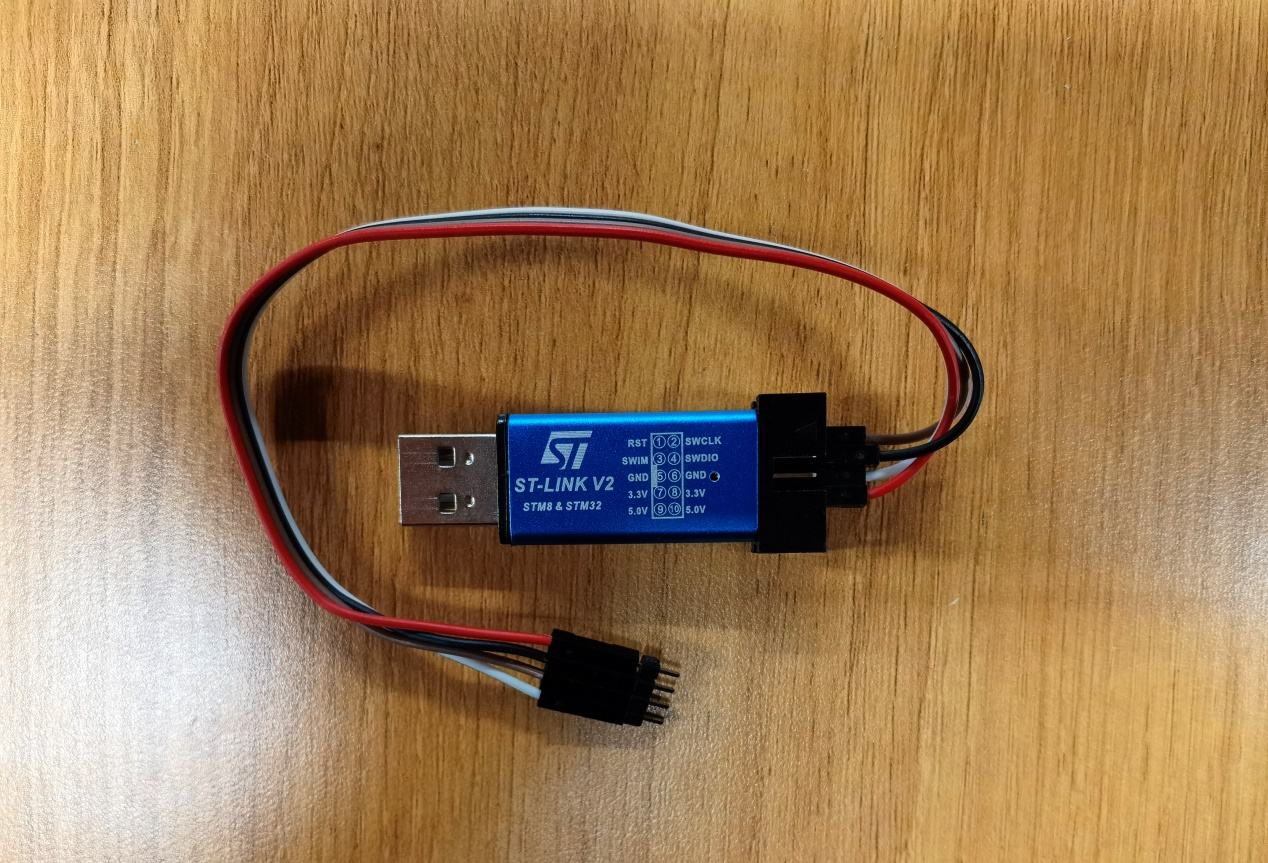 ST
ST-LINK V2
STM8 & STM32
RST ① ② SWCLK
SWIM ③ ④ SWDIO
GND ⑤ ⑥ GND
3.3V ⑦ ⑧ 3.3V
5.0V ⑨ ⑩ 5.0V